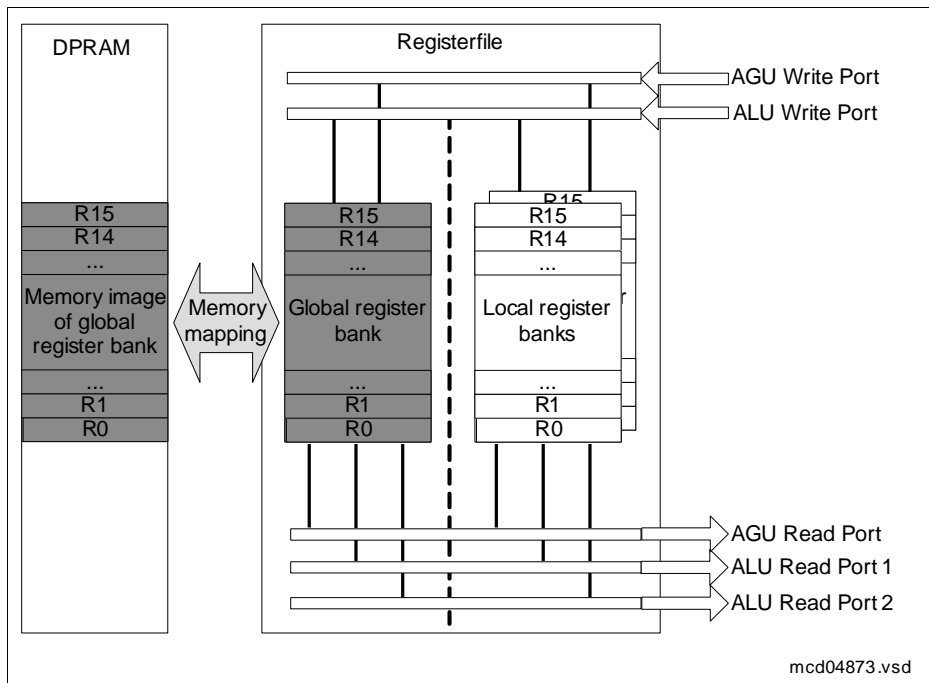 DPRAM
Registerfile
AGU Write Port
ALU Write Port
R15
R14
...
Memory image
of global
register bank
...
R1
R0
Memory
mapping
R15
R14
...
Global register
bank
...
R1
R0
R15
R15
R14
...
Local register
banks
...
R1
R0
r
AGU Read Port
ALU Read Port 1
ALU Read Port 2
mcd04873.vsd